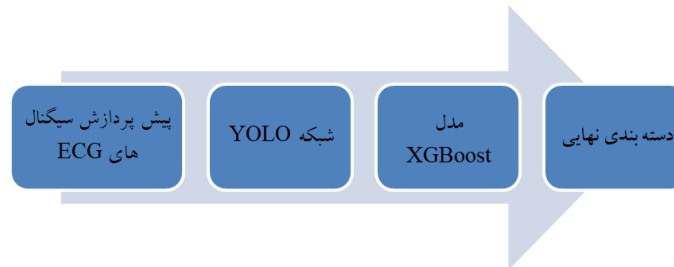 پیش پردازش سیگنال
های ECG
شبکه YOLO
مدل
XGBoost
دسته بندی نهایی